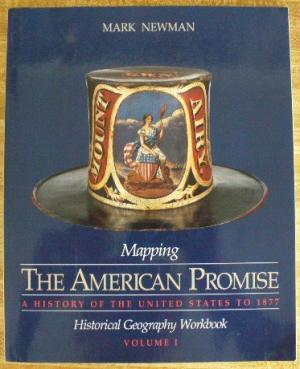 MARK NEWMAN
MOUNT
AIRY
Mapping
THE AMERICAN PROMISE
A HISTORY OF THE UNITED STATES TO 1877
Historical Geography Workbook
VOLUME I